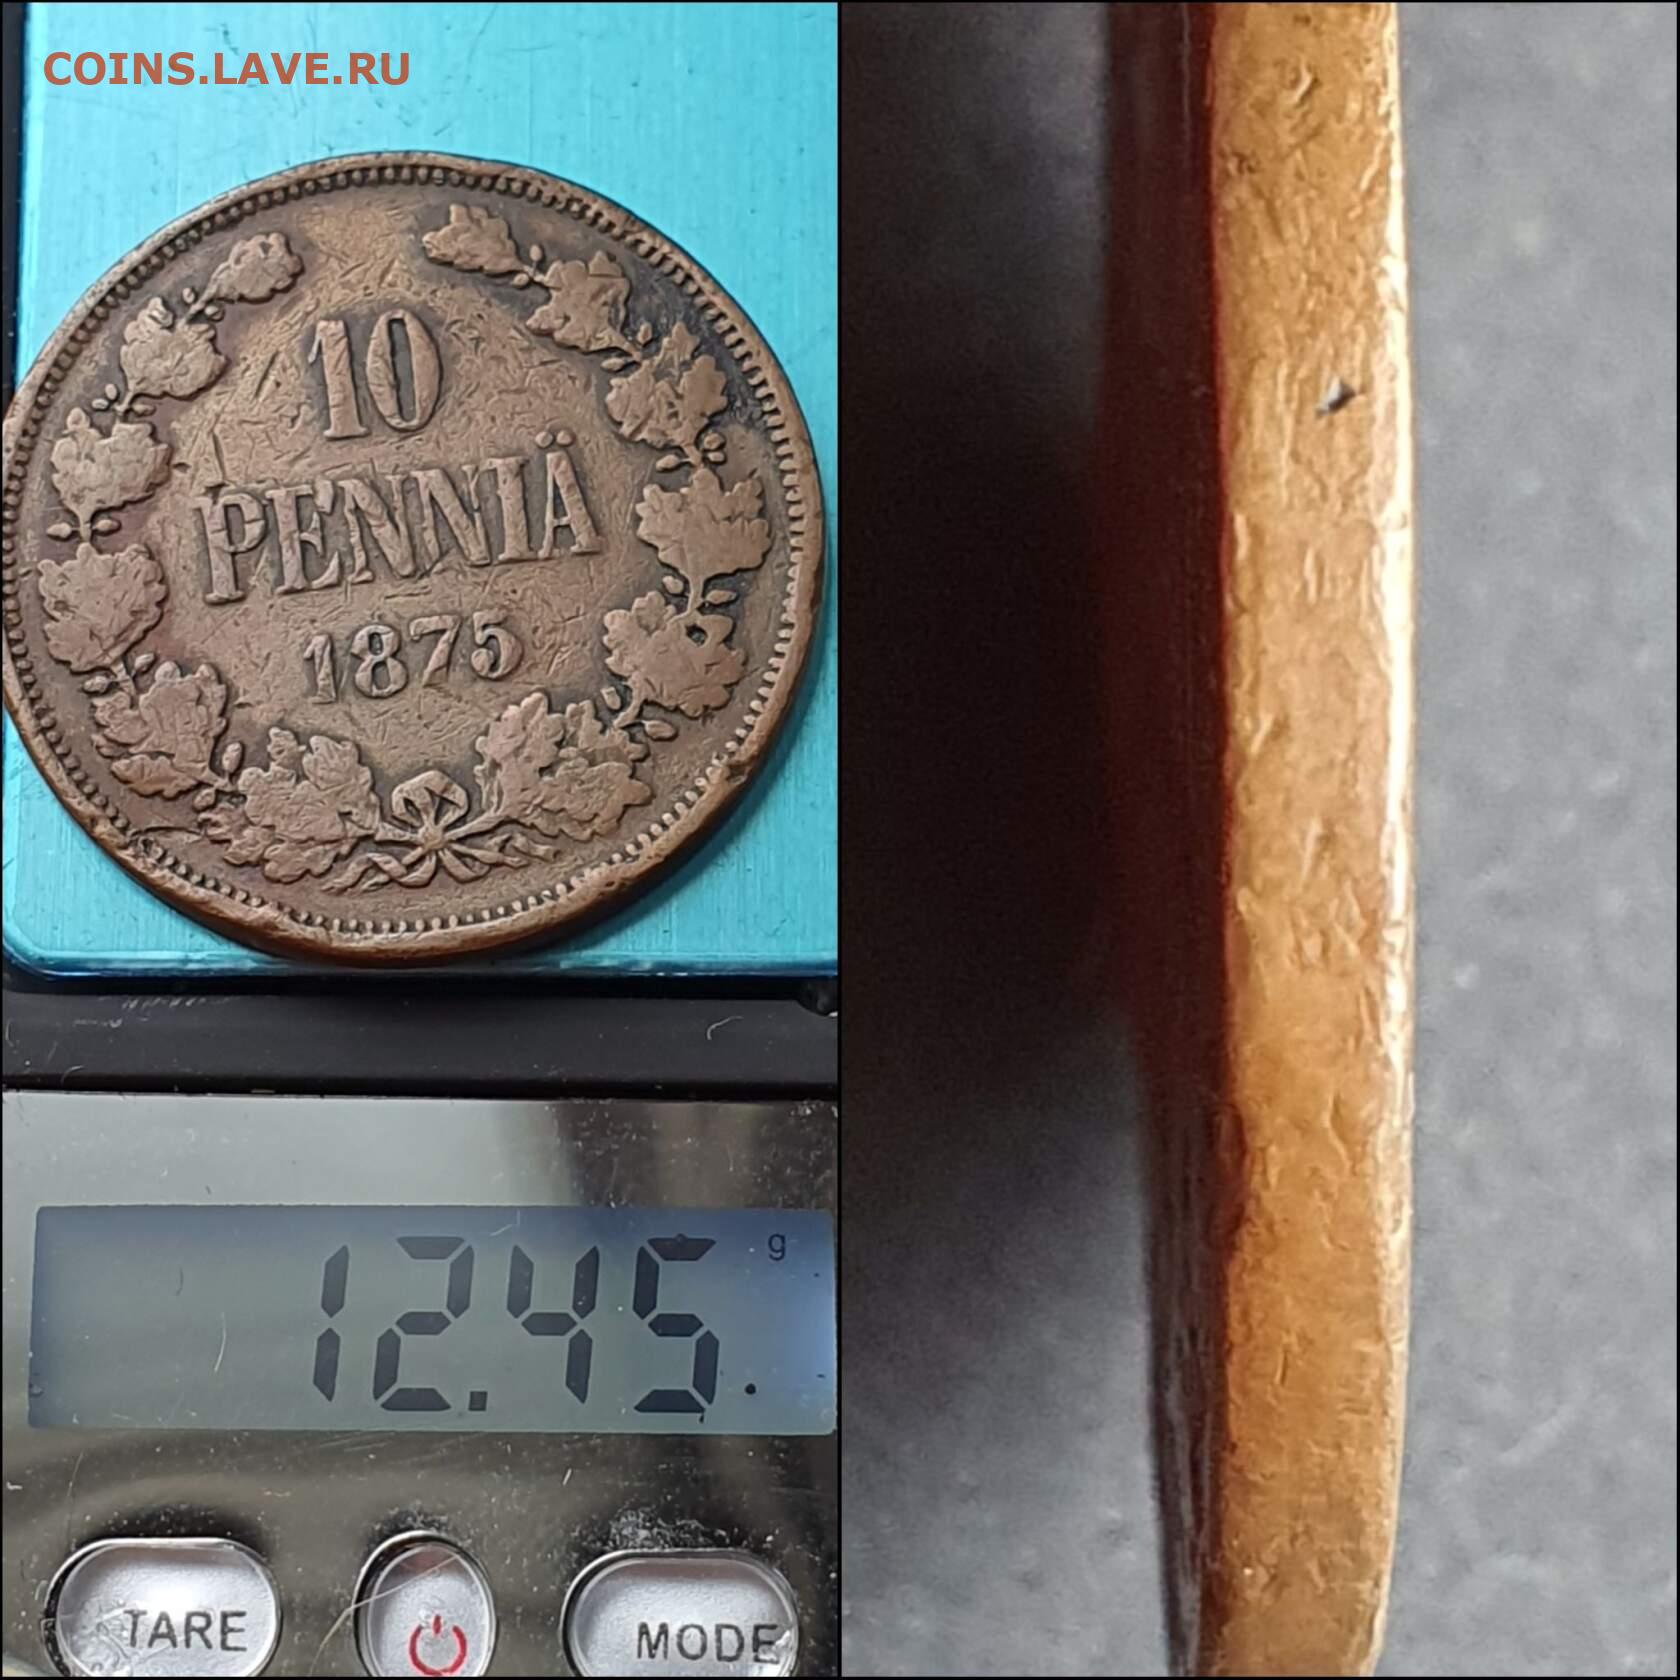 COINS.LAVE.RU
10
PENNIÄ
1875
12.45 g
TARE
MODE